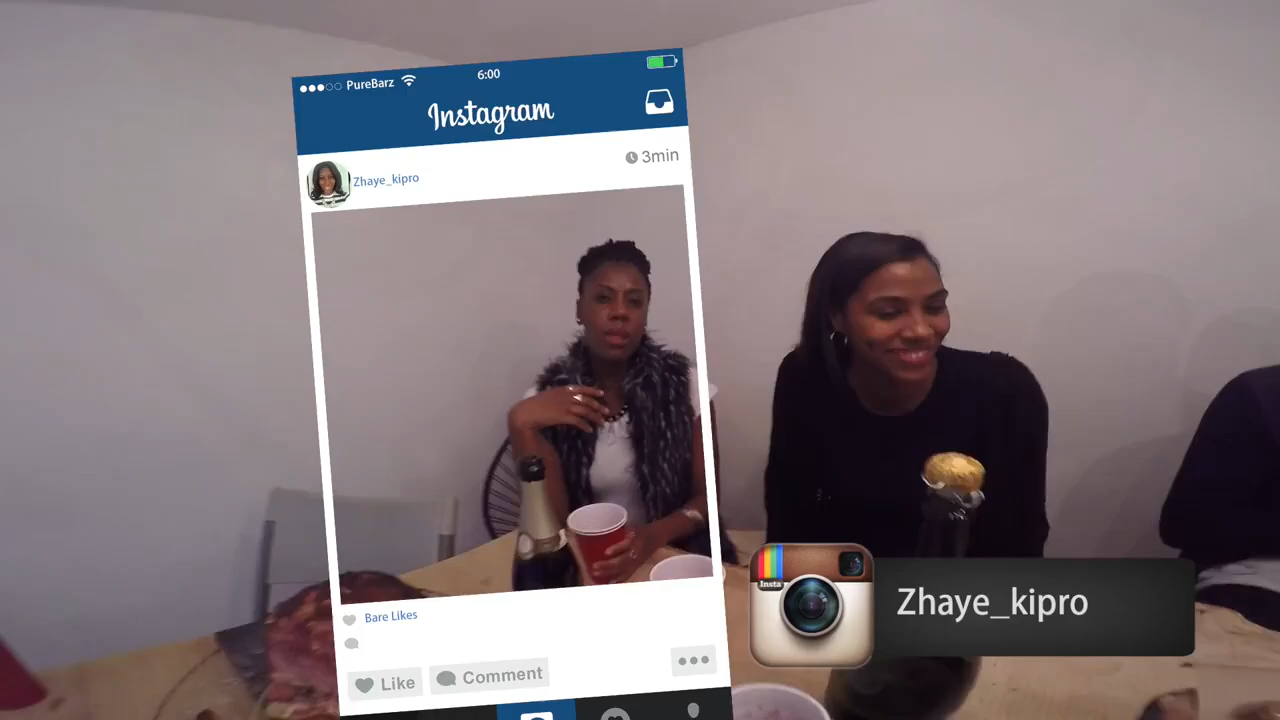 PureBarz
6:00
Instagram
Zhaye_kipro
3min
Bare Likes
Like
Comment
Insta
Zhaye_kipro